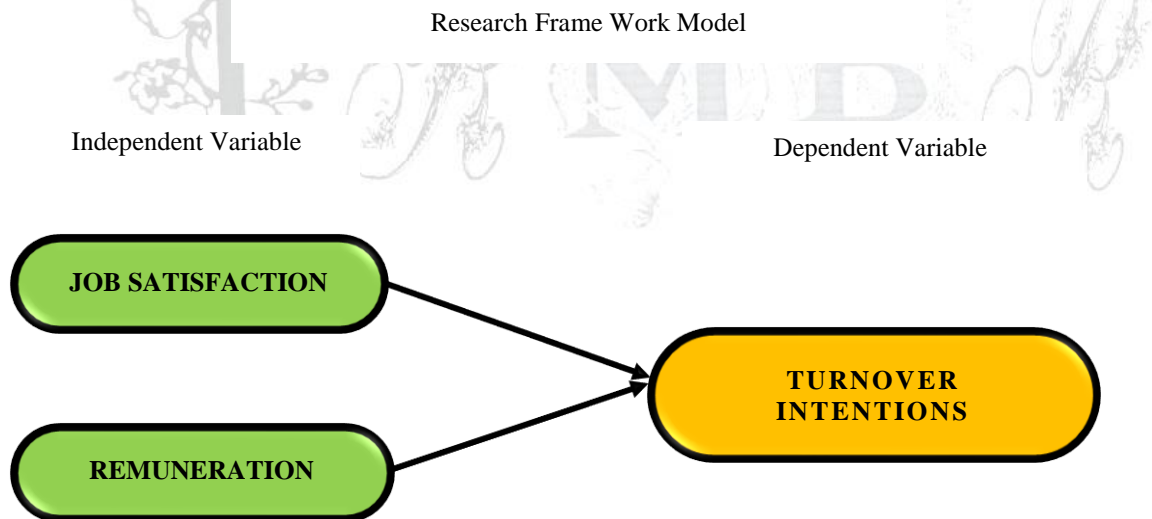 Research Frame Work Model
Independent Variable
Dependent Variable
JOB SATISFACTION
TURNOVER
INTENTIONS
REMUNERATION